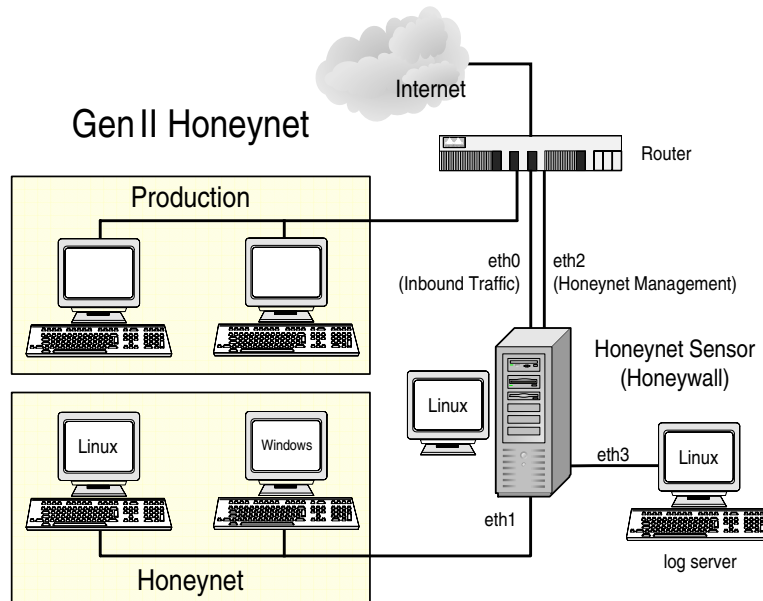 Internet
Gen II Honeynet
Router
Production
eth0
(Inbound Traffic)
eth2
(Honeynet Management)
Honeynet Sensor
(Honeywall)
Linux
Linux
Windows
eth3
Linux
eth1
log server
Honeynet